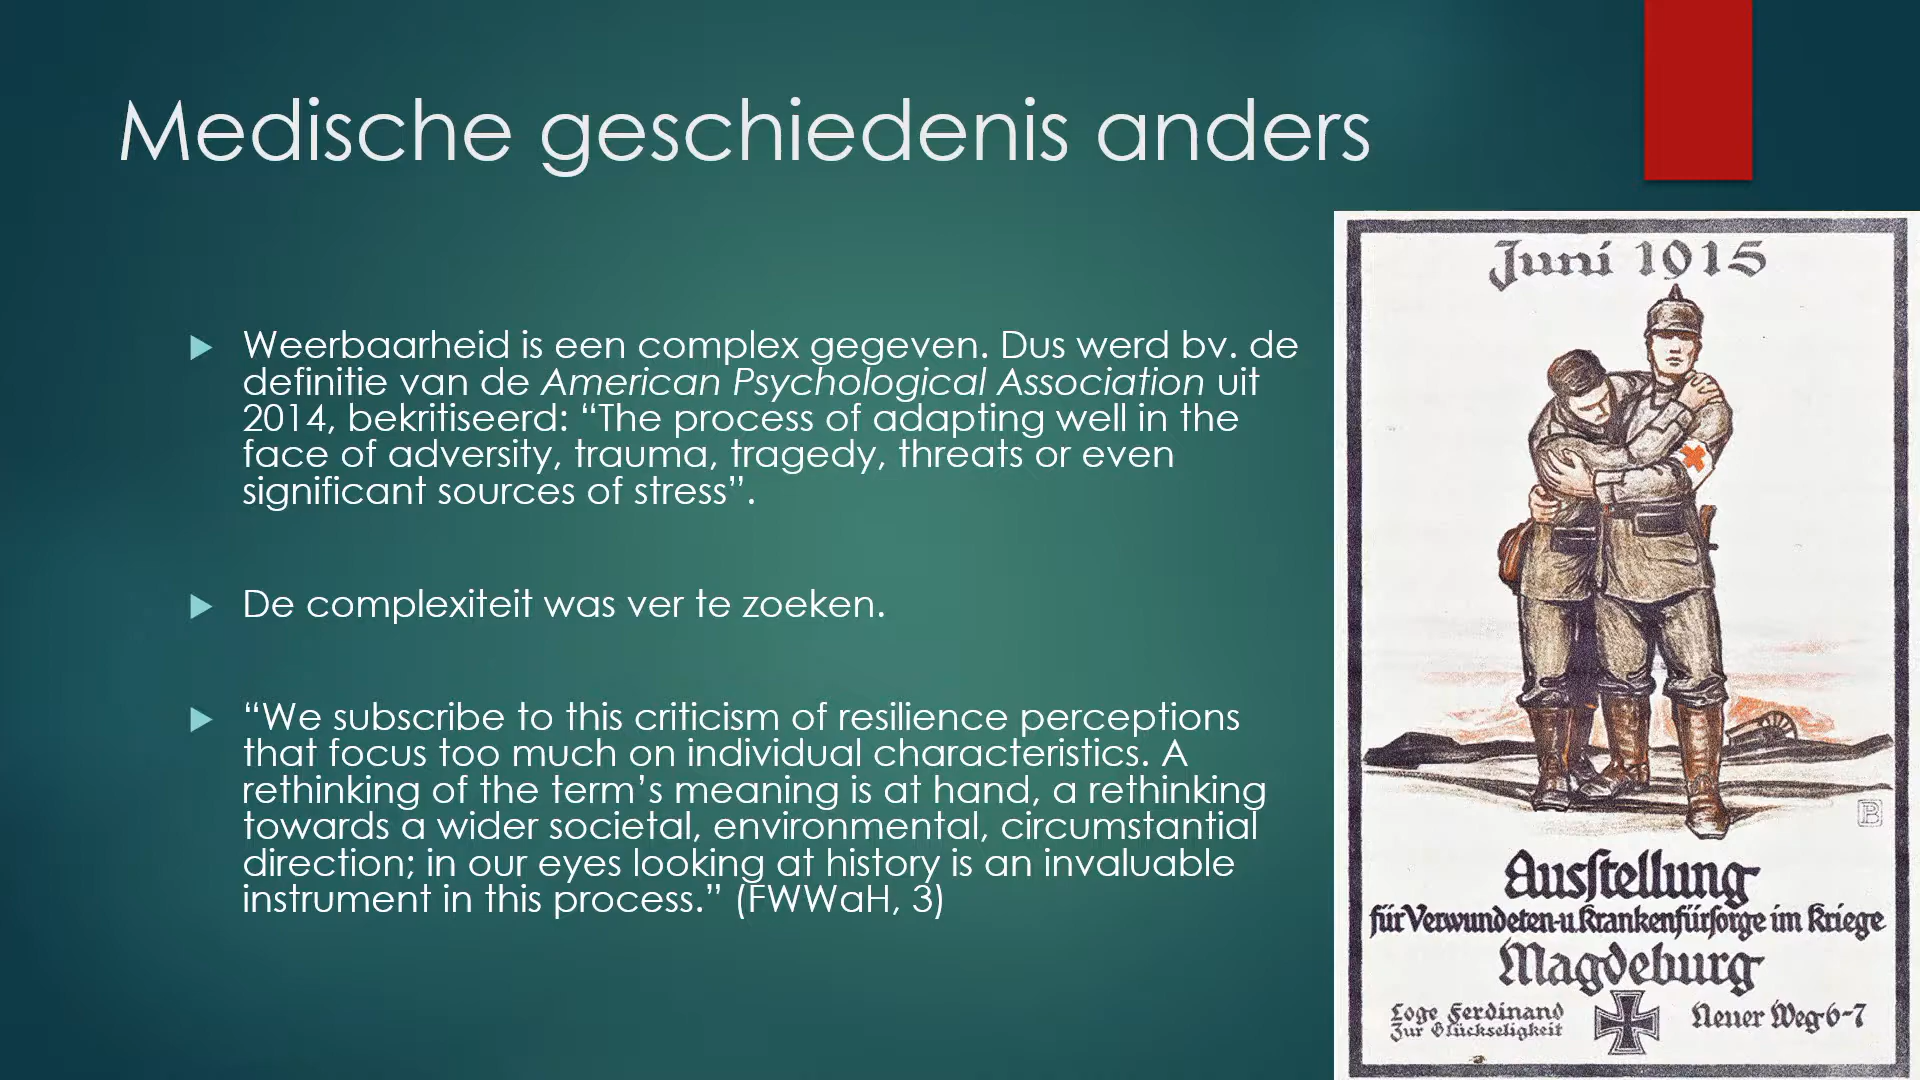 Medische geschiedenis anders
Weerbaarheid is een complex gegeven. Dus werd bv. de
definitie van de American Psychological Association uit
2014, bekritiseerd: “The process of adapting well in the
face of adversity, trauma, tragedy, threats or even
significant sources of stress”.
De complexiteit was ver te zoeken.
“We subscribe to this criticism of resilience perceptions
that focus too much on individual characteristics. A
rethinking of the term’s meaning is at hand, a rethinking
towards a wider societal, environmental, circumstantial
direction; in our eyes looking at history is an invaluable
instrument in this process.” (FWWaH, 3)
Juni 1915
Ausſtellung
für Verwundeten-u. Krankenfürſorge im Kriege
Magdeburg
Loge Ferdinand
Zur Glückseligkeit
Neuer Weg 6-7